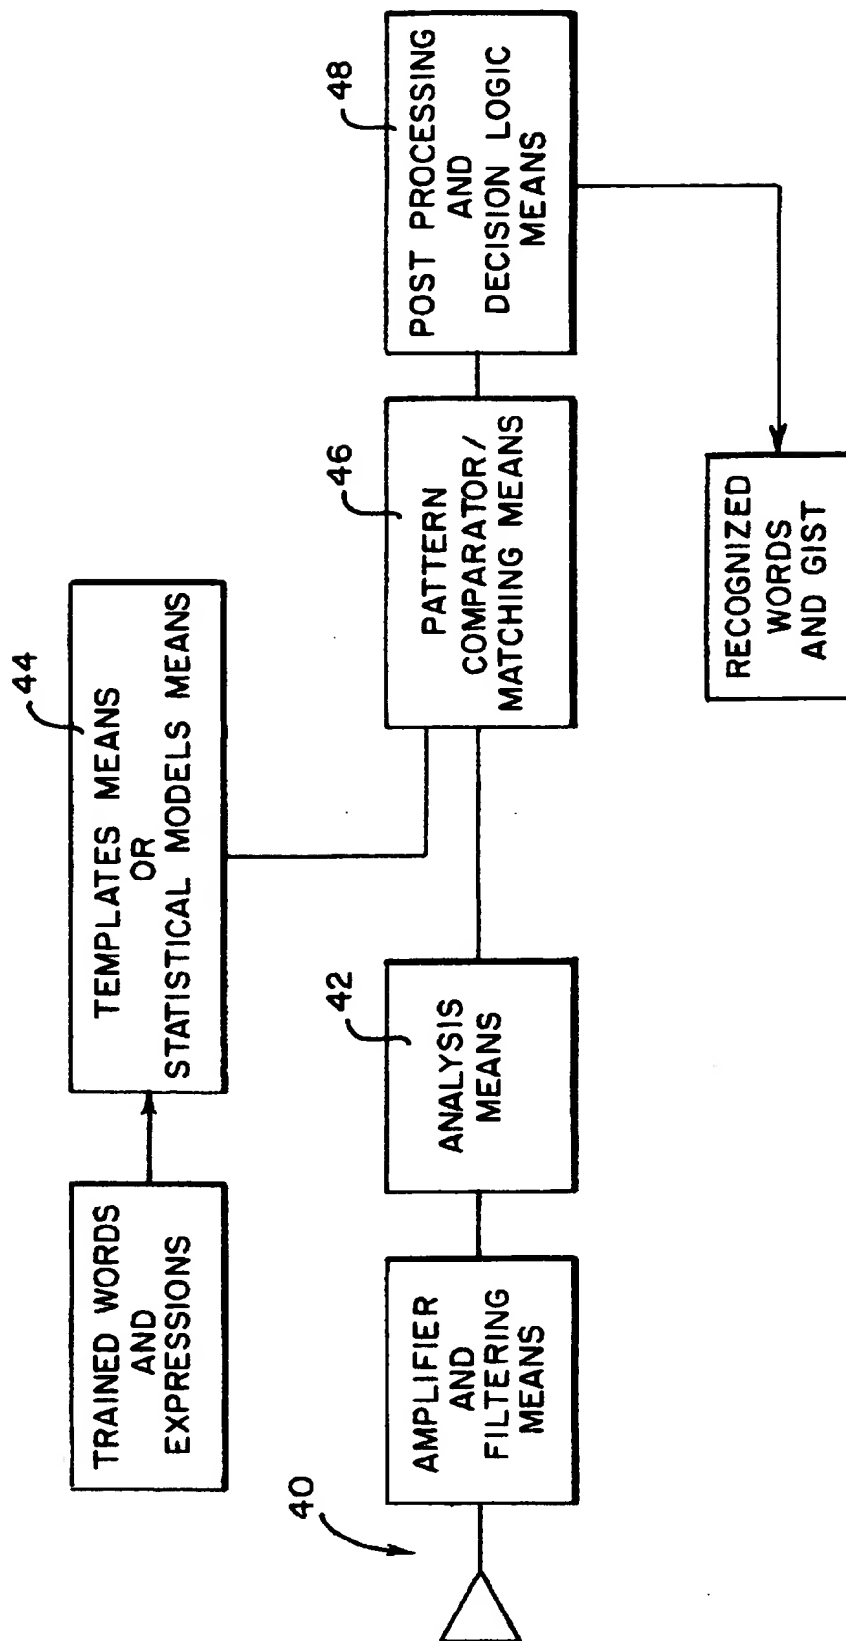 44
TRAINED WORDS
AND
EXPRESSIONS
TEMPLATES MEANS
OR
STATISTICAL MODELS MEANS
40
42
46
48
AMPLIFIER
AND
FILTERING
MEANS
ANALYSIS
MEANS
PATTERN
COMPARATOR/
MATCHING MEANS
POST PROCESSING
AND
DECISION LOGIC
MEANS
RECOGNIZED
WORDS
AND GIST